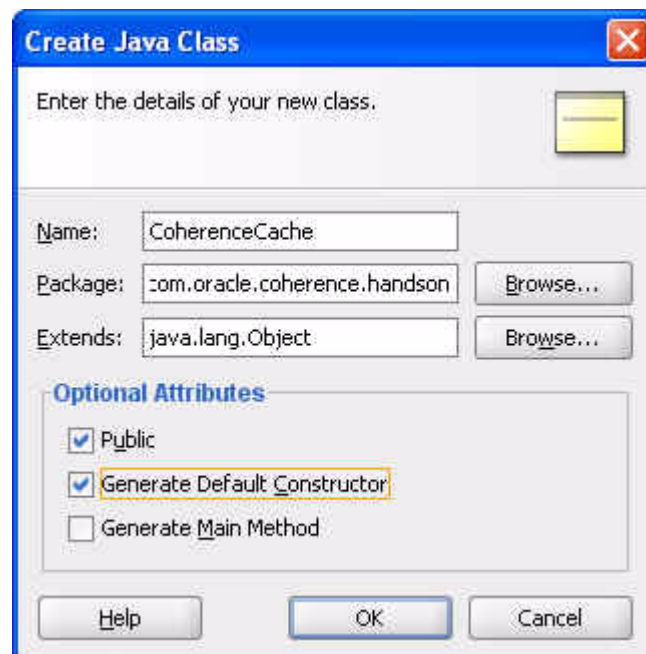 Create Java Class
Enter the details of your new class.
Name: CoherenceCache
Package: com.oracle.coherence.handson Browse...
Extends: java.lang.Object Browse...
Optional Attributes
Public
Generate Default Constructor
Generate Main Method
Help OK Cancel